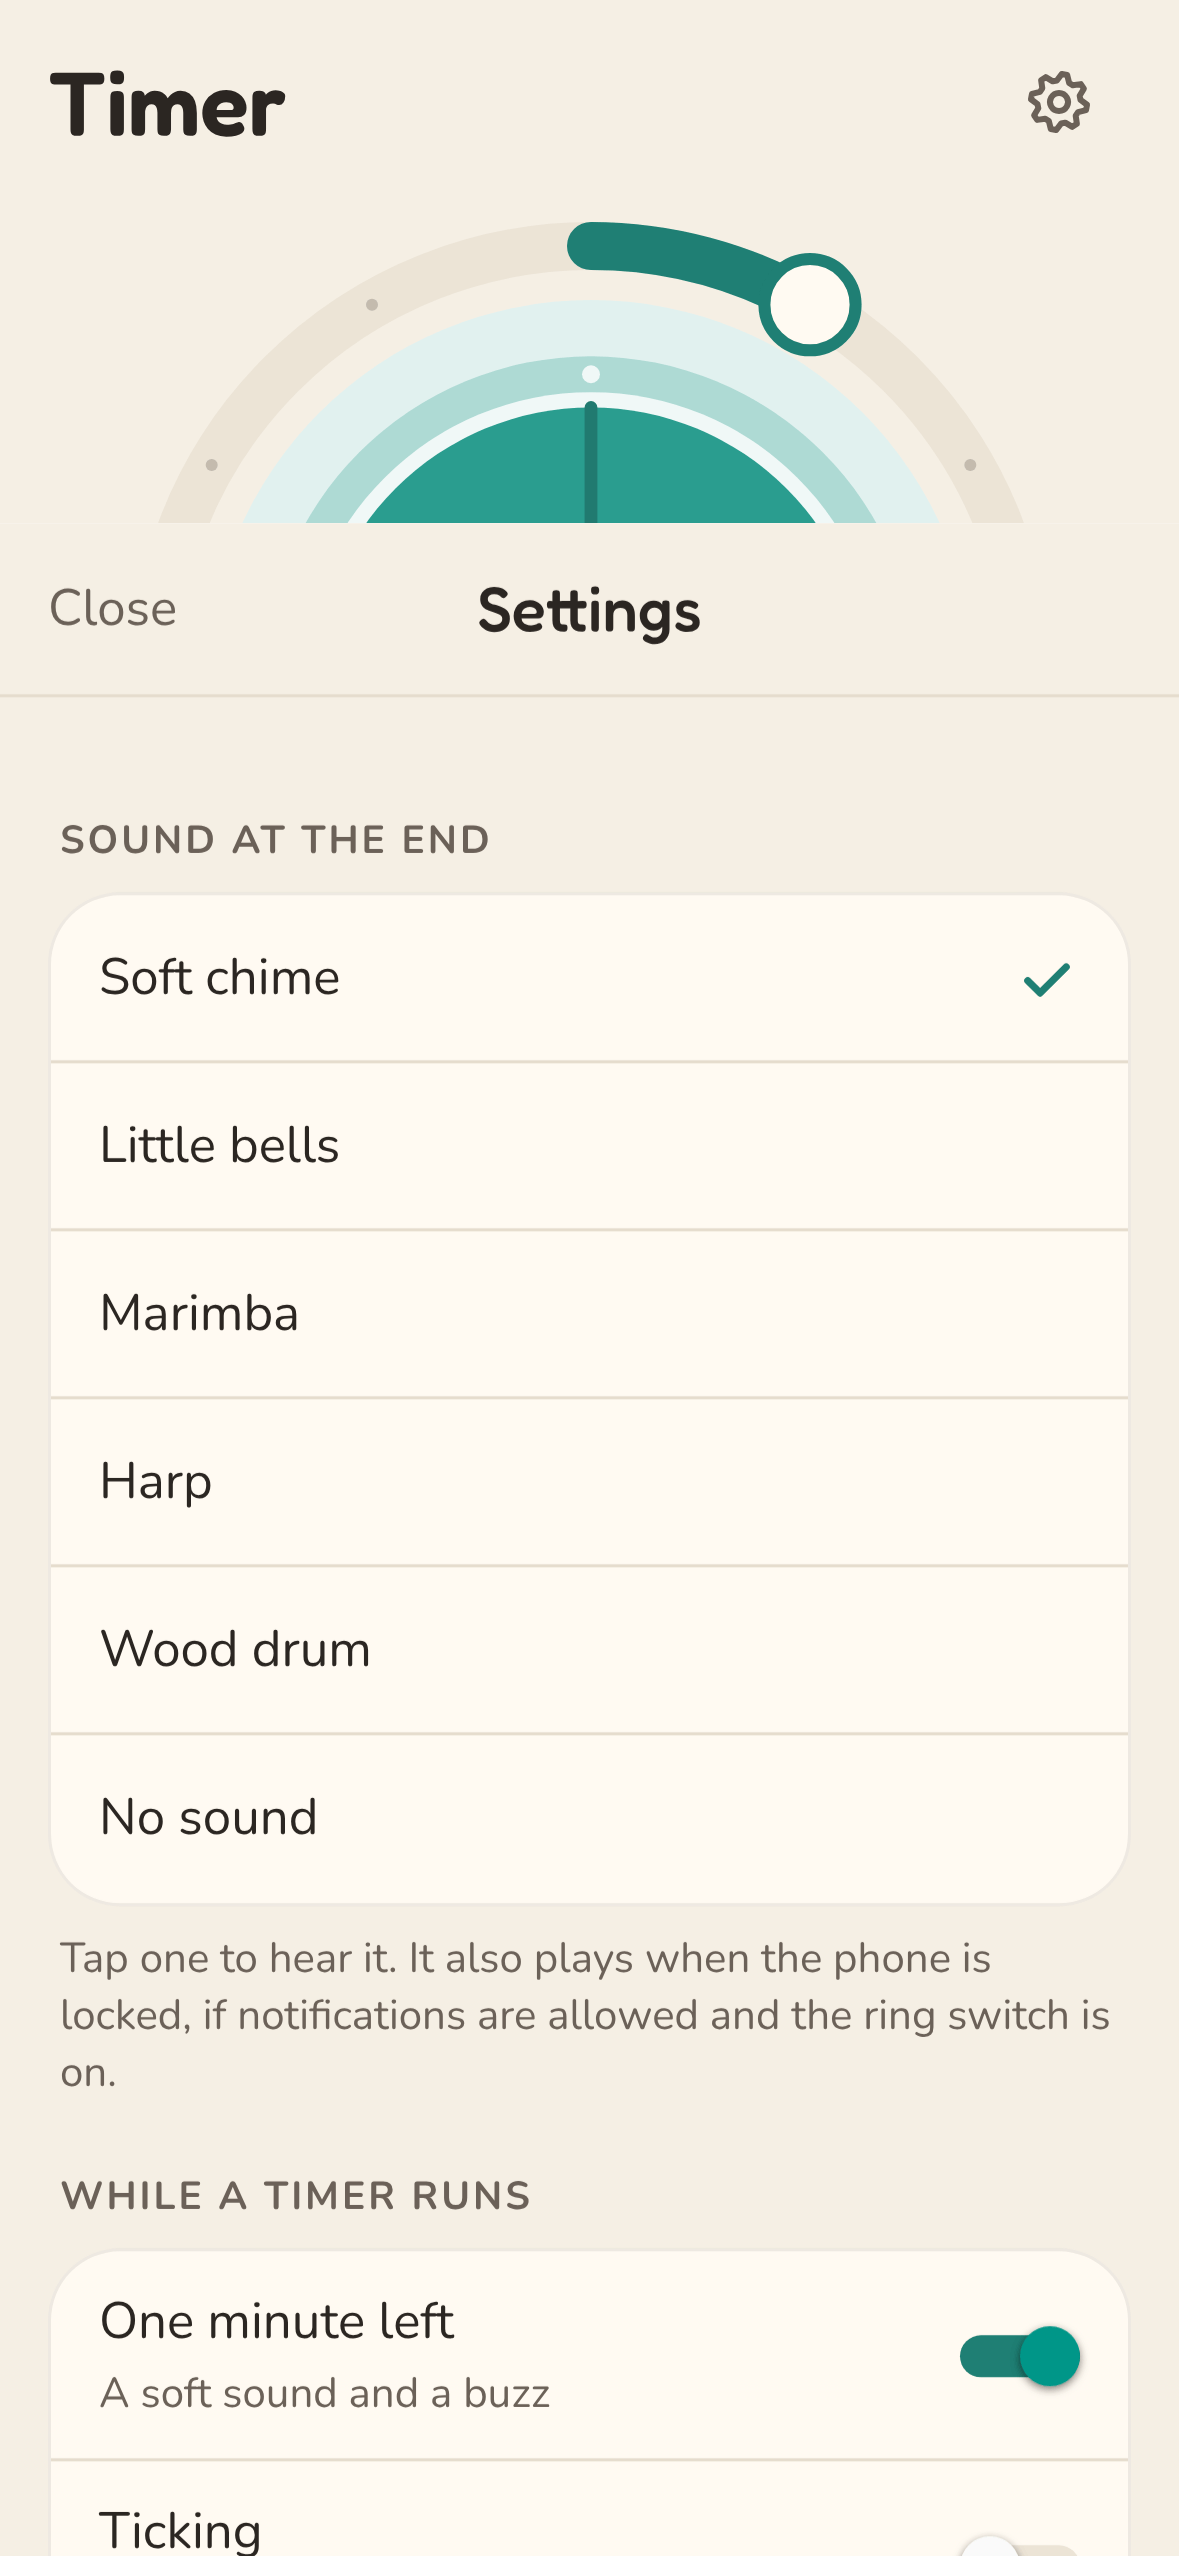 Timer
Close
Settings
SOUND AT THE END
Soft chime
Little bells
Marimba
Harp
Wood drum
No sound
Tap one to hear it. It also plays when the phone is
locked, if notifications are allowed and the ring switch is
on.
WHILE A TIMER RUNS
One minute left
A soft sound and a buzz
Ticking